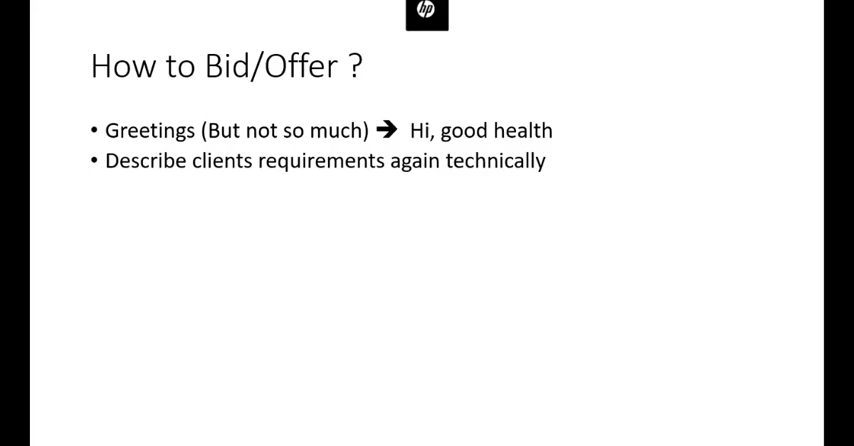 hp
How to Bid/Offer ?
• Greetings (But not so much) ➔ Hi, good health
• Describe clients requirements again technically